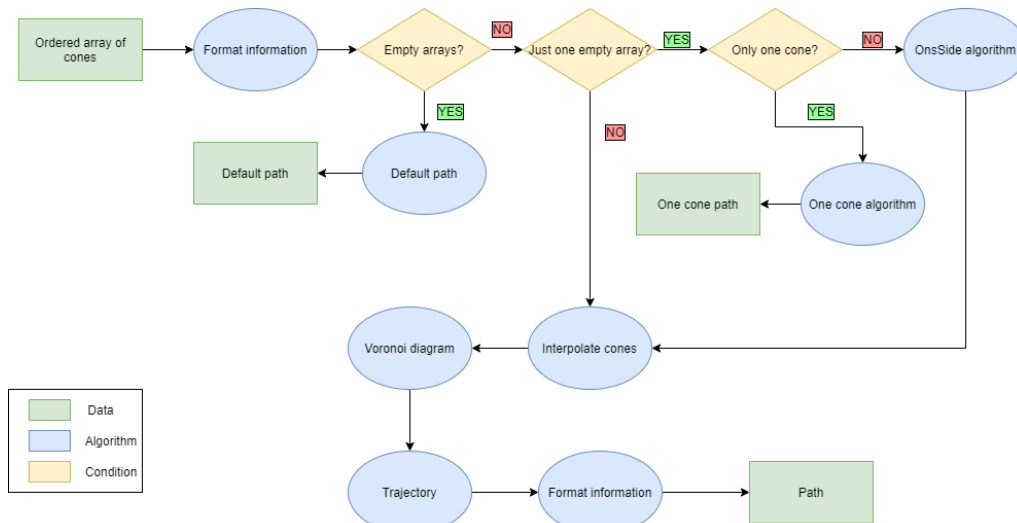 Ordered array of
cones
Format information
Empty arrays?
NO
Just one empty array?
YES
Only one cone?
NO
OnsSide algorithm
YES
NO
YES
Default path
Default path
One cone path
One cone algorithm
Voronoi diagram
Interpolate cones
Data
Algorithm
Condition
Trajectory
Format information
Path